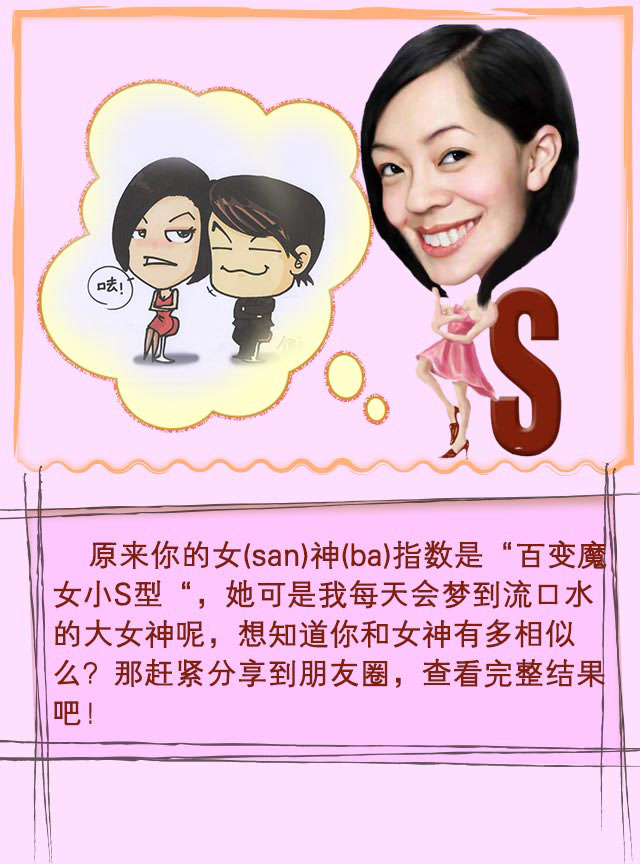 呿!
S
原来你的女(san)神(ba)指数是“百变魔
女小S型“，她可是我每天会梦到流口水
的大女神呢，想知道你和女神有多相似
么？那赶紧分享到朋友圈，查看完整结果
吧！